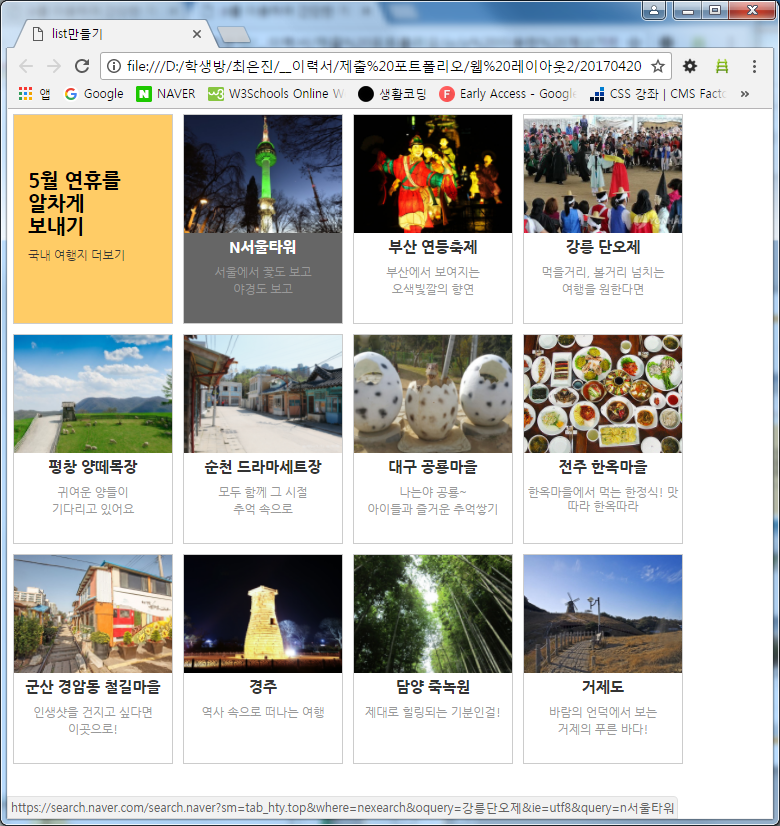 list만들기
file:///D:/학생방/최은진/__이력서/제출%20포트폴리오/웹%20레이아웃2/20170420
앱 Google NAVER W3Schools Online W 생활코딩 Early Access - Google CSS 강좌 | CMS Facto »
5월 연휴를
알차게
보내기
국내 여행지 더보기
N서울타워
서울에서 꽃도 보고
야경도 보고
부산 연등축제
부산에서 보여지는
오색빛깔의 향연
강릉 단오제
먹을거리, 볼거리 넘치는
여행을 원한다면
평창 양떼목장
귀여운 양들이
기다리고 있어요
순천 드라마세트장
모두 함께 그 시절
추억 속으로
대구 공룡마을
나는야 공룡~
아이들과 즐거운 추억쌓기
전주 한옥마을
한옥마을에서 먹는 한정식! 맛
따라 한옥따라
군산 경암동 철길마을
인생샷을 건지고 싶다면
이곳으로!
경주
역사 속으로 떠나는 여행
담양 죽녹원
제대로 힐링되는 기분인걸!
거제도
바람의 언덕에서 보는
거제의 푸른 바다!
https://search.naver.com/search.naver?sm=tab_hty.top&where=nexearch&oquery=강릉단오제&ie=utf8&query=n서울타워